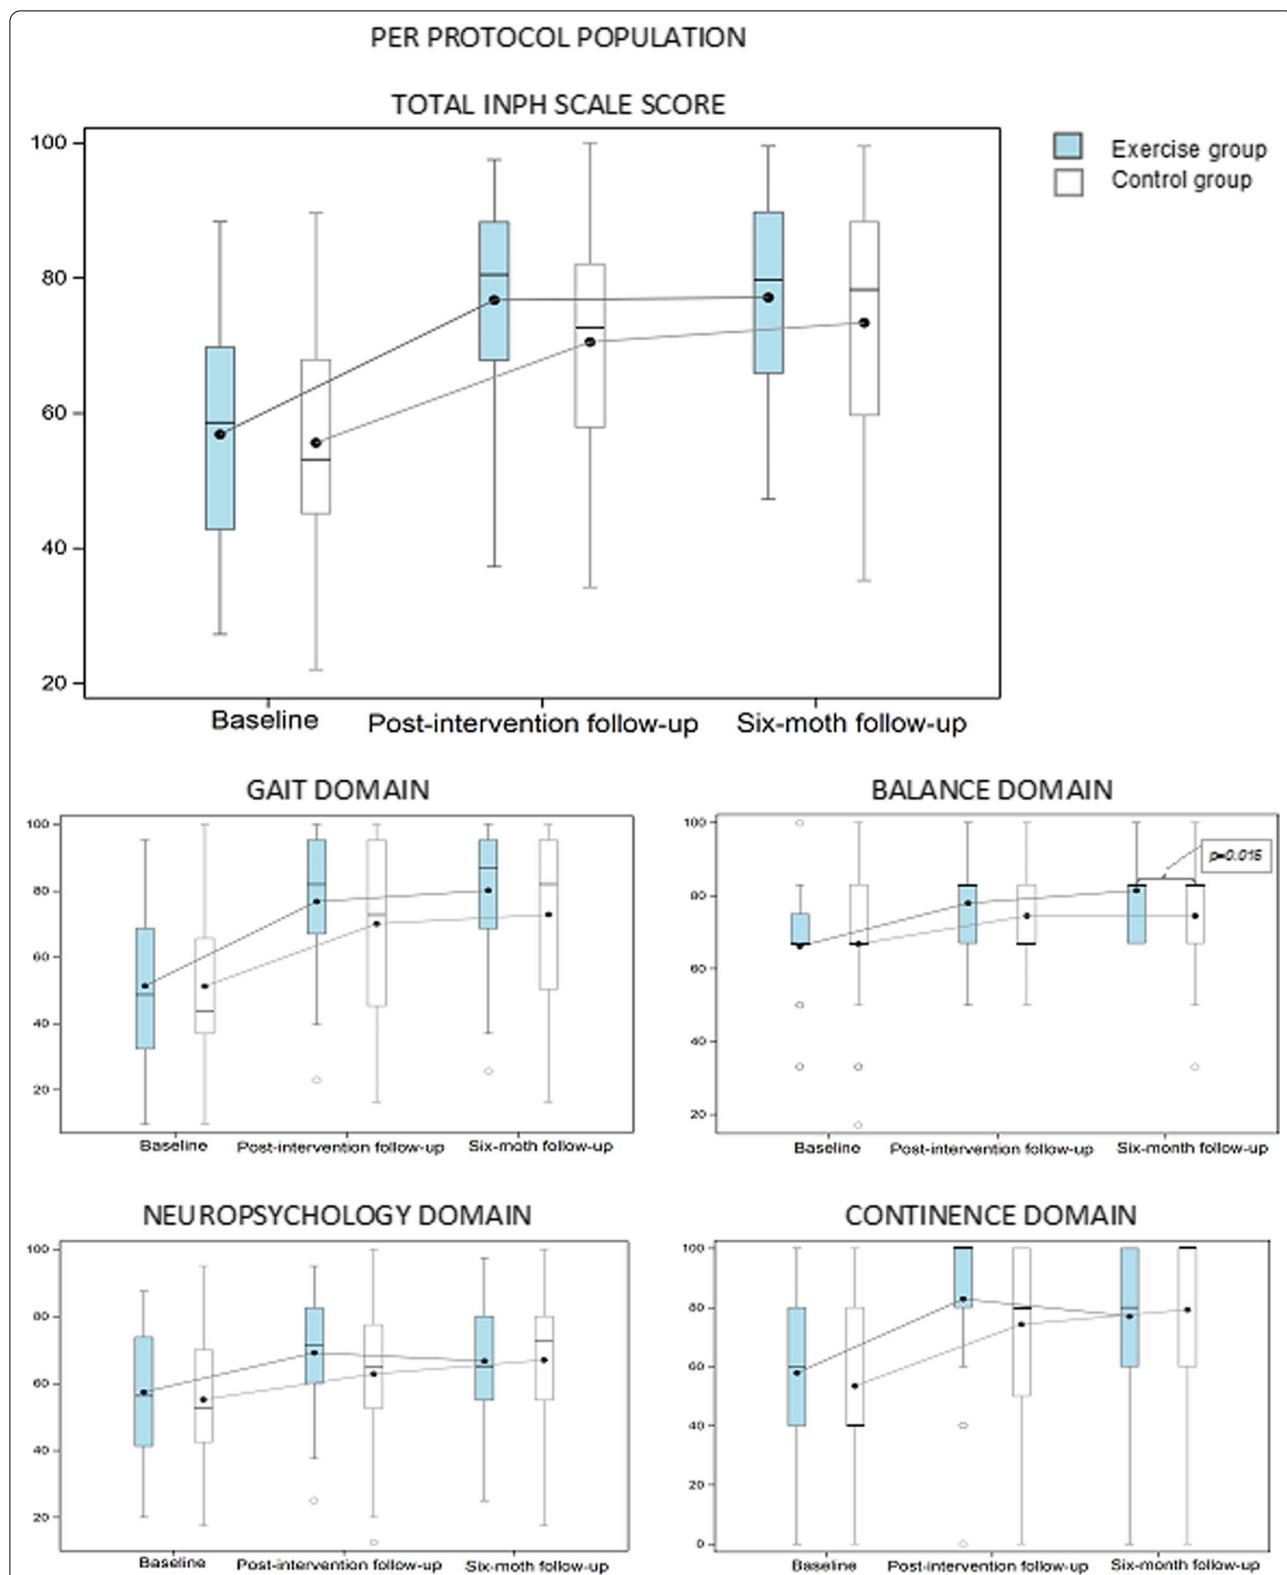 PER PROTOCOL POPULATION
TOTAL INPH SCALE SCORE
100
80
60
40
20
Exercise group
Control group
Baseline Post-intervention follow-up Six-moth follow-up
GAIT DOMAIN
100
80
60
40
20
Baseline Post-intervention follow-up Six-moth follow-up
BALANCE DOMAIN
100
80
60
40
20
p=0.015
Baseline Post-intervention follow-up Six-month follow-up
NEUROPSYCHOLOGY DOMAIN
100
80
60
40
20
Baseline Post-intervention follow-up Six-moth follow-up
CONTINENCE DOMAIN
100
80
60
40
20
0
Baseline Post-intervention follow-up Six-month follow-up